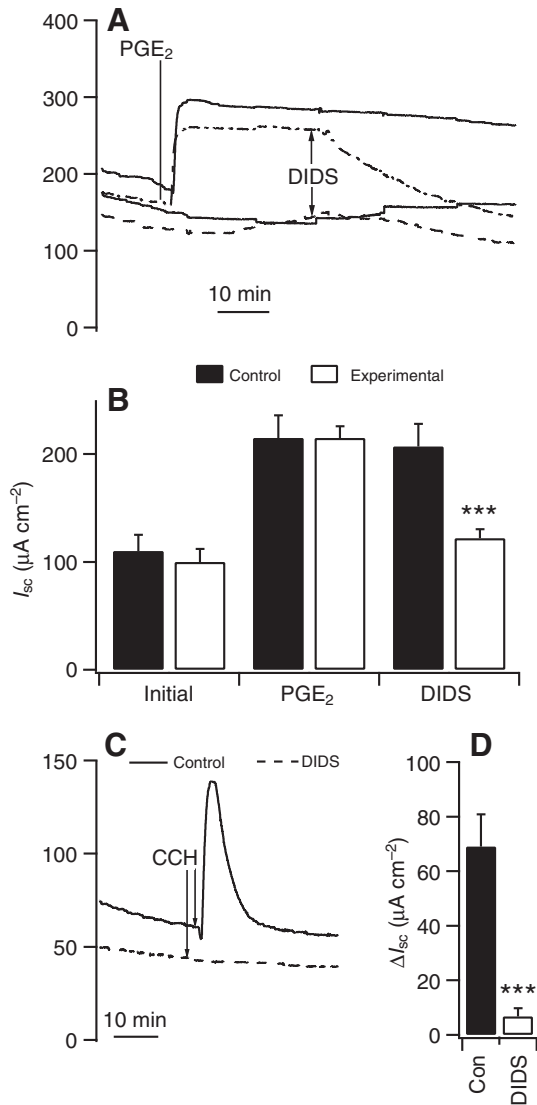 A
400
PGE₂
300
200
DIDS
100
10 min
0
Control Experimental
B
200
***
Isc (µA cm⁻²)
100
0
Initial PGE₂ DIDS
C
D
150
Control DIDS
100
80
CCH
100
60
ΔIsc (µA cm⁻²)
40
50
20
***
10 min
0
0
Con
DIDS